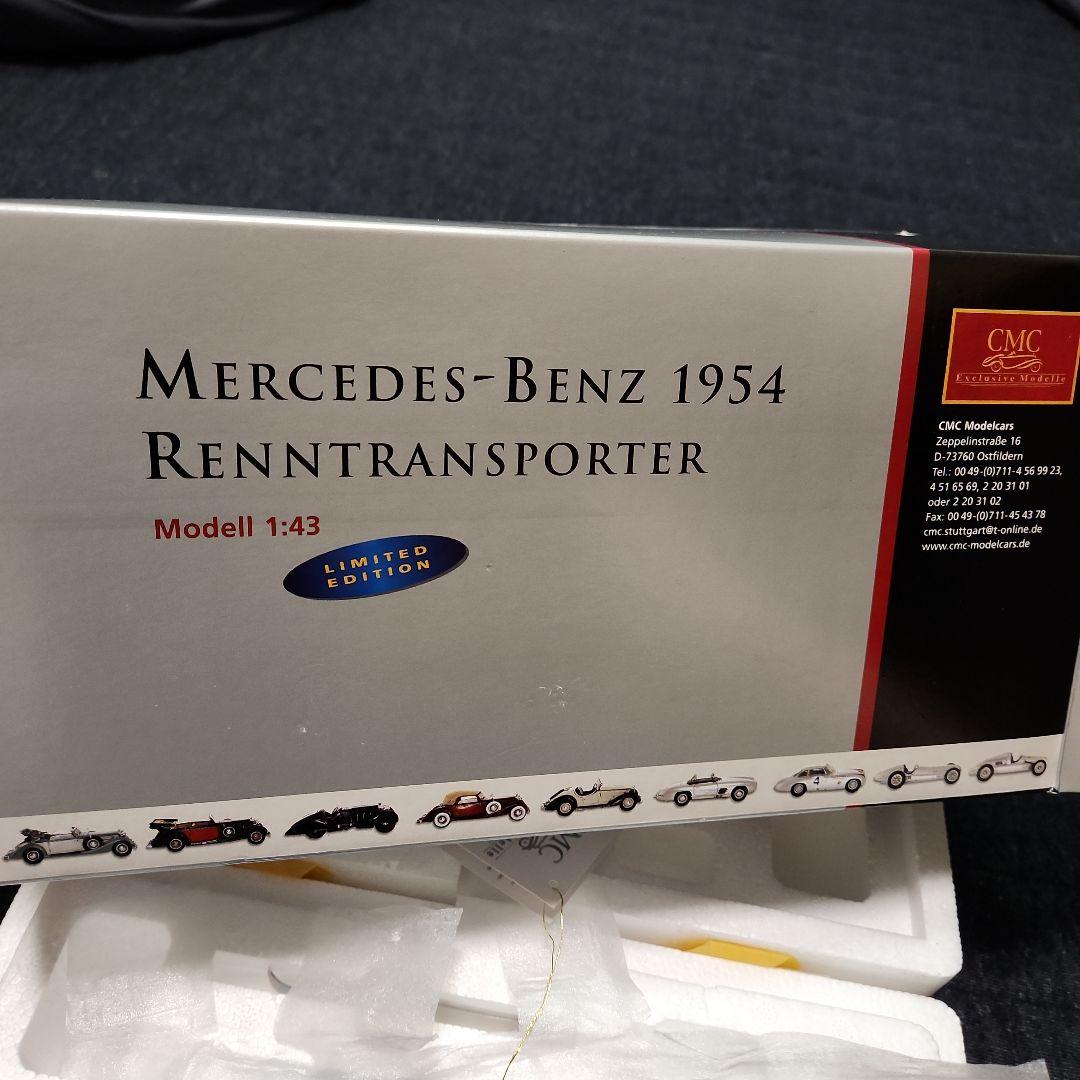 MERCEDES-BENZ 1954
RENNTRANSPORTER
Modell 1:43
LIMITED
EDITION
CMC
Exclusive Modelle
CMC Modelcars
Zeppelinstraße 16
D-73760 Ostfildern
Tel.: 00 49-(0)711-4 56 99 23,
4 51 65 69, 2 20 31 01
oder 2 20 31 02
Fax: 00 49-(0)711-45 43 78
cmc.stuttgart@t-online.de
www.cmc-modelcars.de
4